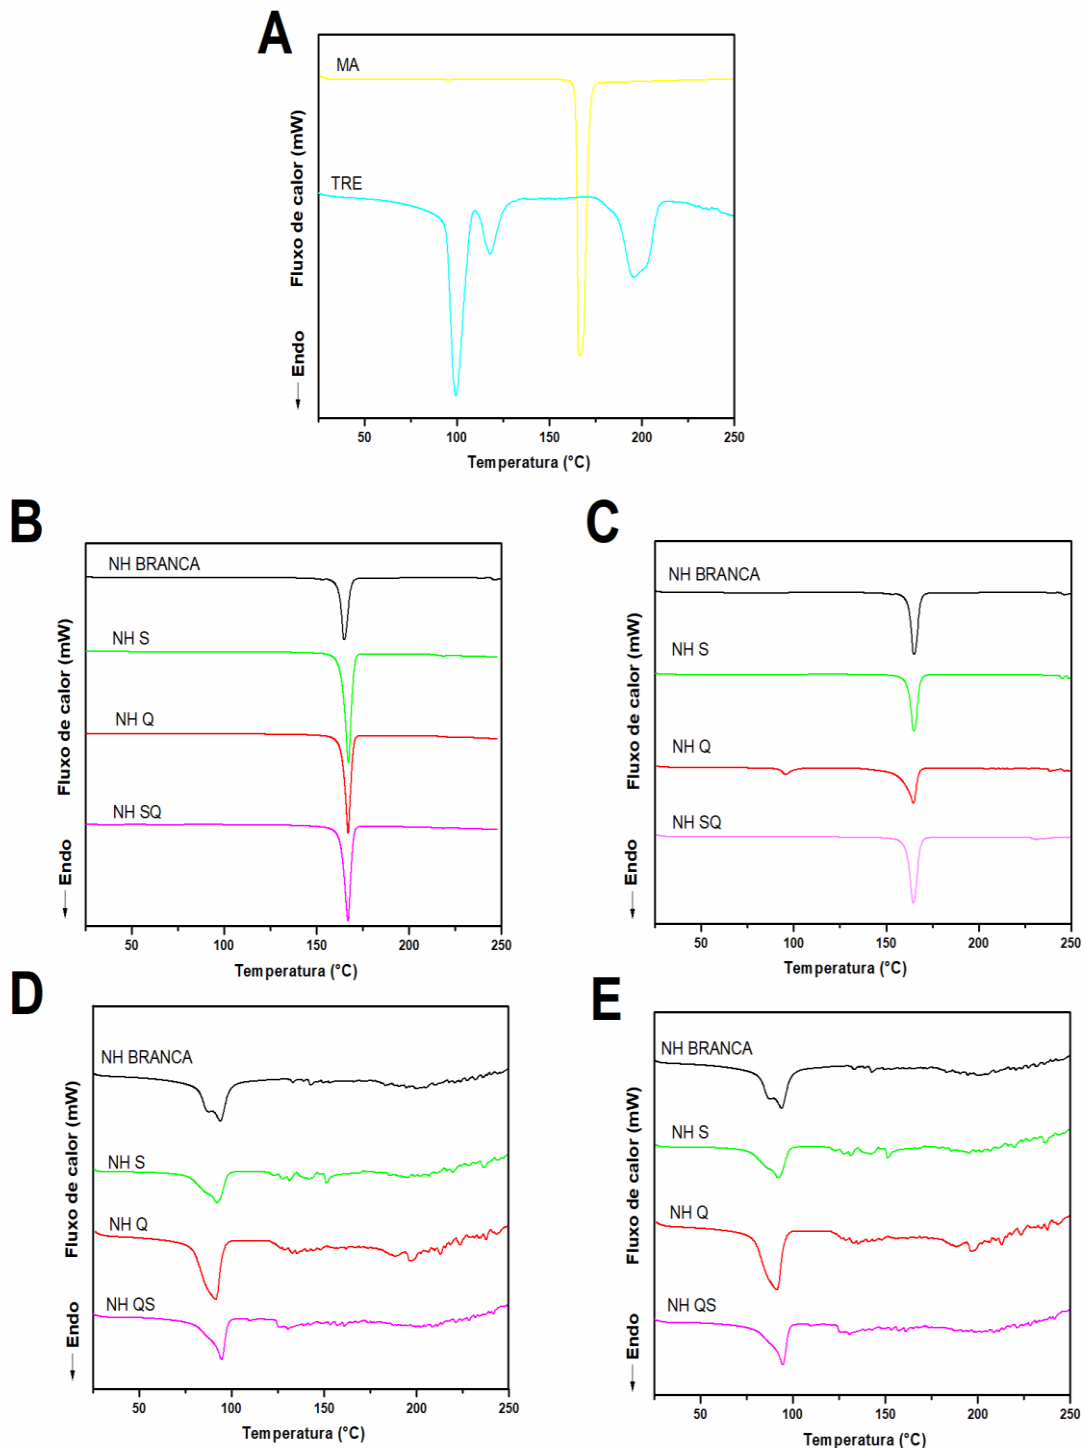 A
MA
TRE
Fluxo de calor (mW)
Endo
50 100 150 200 250
Temperatura (°C)
B
NH BRANCA
NH S
NH Q
NH SQ
Fluxo de calor (mW)
Endo
50 100 150 200 250
Temperatura (°C)
C
NH BRANCA
NH S
NH Q
NH SQ
Fluxo de calor (mW)
Endo
50 100 150 200 250
Temperatura (°C)
D
NH BRANCA
NH S
NH Q
NH QS
Fluxo de calor (mW)
Endo
50 100 150 200 250
Temperatura (°C)
E
NH BRANCA
NH S
NH Q
NH QS
Fluxo de calor (mW)
Endo
50 100 150 200 250
Temperatura (°C)